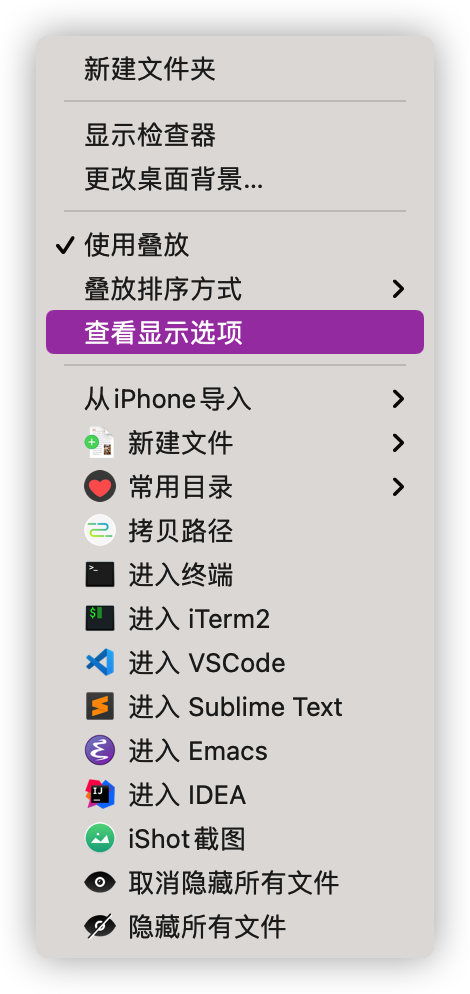 新建文件夹
显示检查器
更改桌面背景...
使用叠放
叠放排序方式
查看显示选项
从iPhone导入
新建文件
常用目录
拷贝路径
进入终端
进入 iTerm2
进入 VSCode
进入 Sublime Text
进入 Emacs
进入 IDEA
iShot截图
取消隐藏所有文件
隐藏所有文件